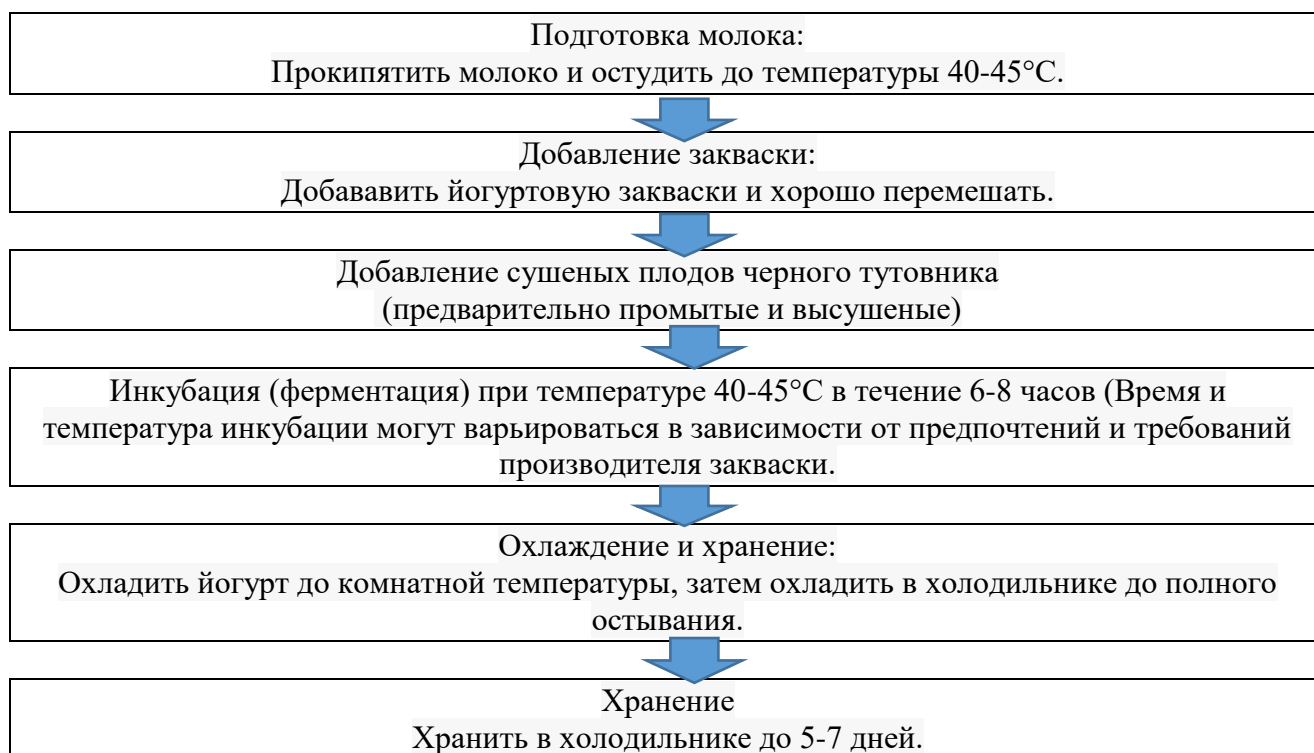 Подготовка молока:
Прокипятить молоко и остудить до температуры 40-45°C.
Добавление закваски:
Добававить йогуртовую закваски и хорошо перемешать.
Добавление сушеных плодов черного тутовника
(предварительно промытые и высушеные)
Инкубация (ферментация) при температуре 40-45°C в течение 6-8 часов (Время и
температура инкубации могут варьироваться в зависимости от предпочтений и требований
производителя закваски.
Охлаждение и хранение:
Охладить йогурт до комнатной температуры, затем охладить в холодильнике до полного
остывания.
Хранение
Хранить в холодильнике до 5-7 дней.